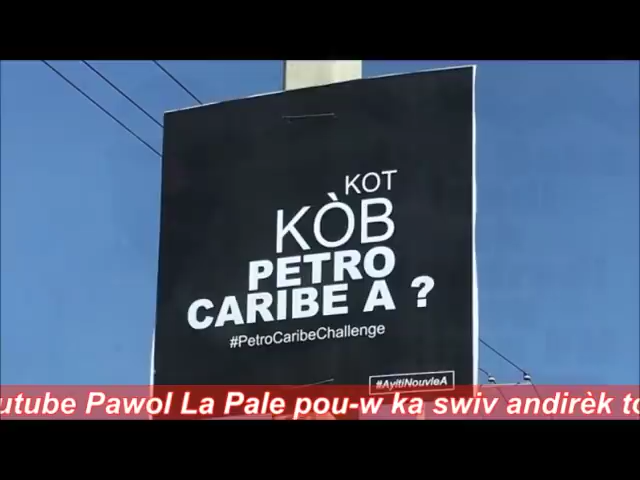 KOT
KÒB
PETRO
CARIBE A ?
#PetroCaribeChallenge
#AyitiNouvleA
utube Pawol La Pale pou-w ka swiv andirèk to